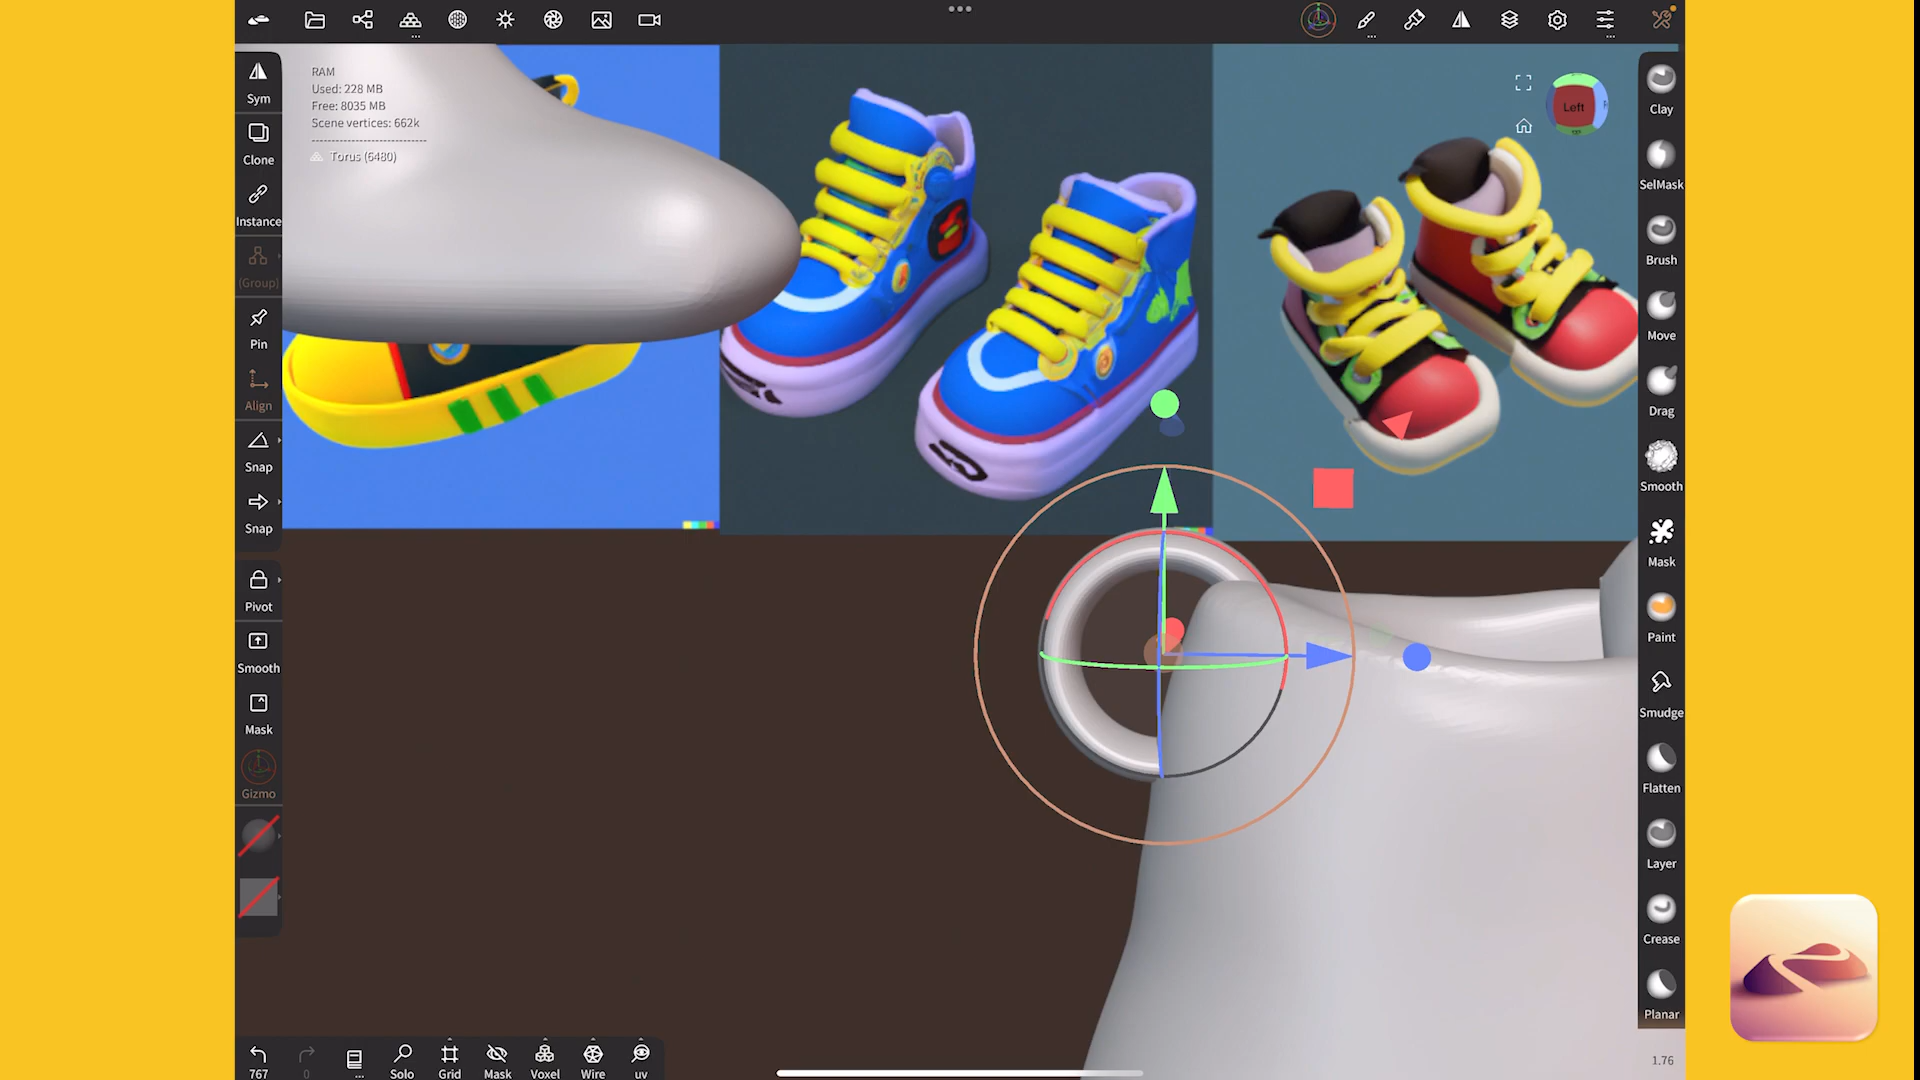 RAM
Used: 228 MB
Free: 8035 MB
Scene vertices: 662k
Torus (6480)
Left
Sym
Clone
Instance
(Group)
Pin
Align
Snap
Snap
Pivot
Smooth
Mask
Gizmo
Clay
SelMask
Brush
Move
Drag
Smooth
Mask
Paint
Smudge
Flatten
Layer
Crease
Planar
767
0
...
Solo
Grid
Mask
Voxel
Wire
uv
1.76